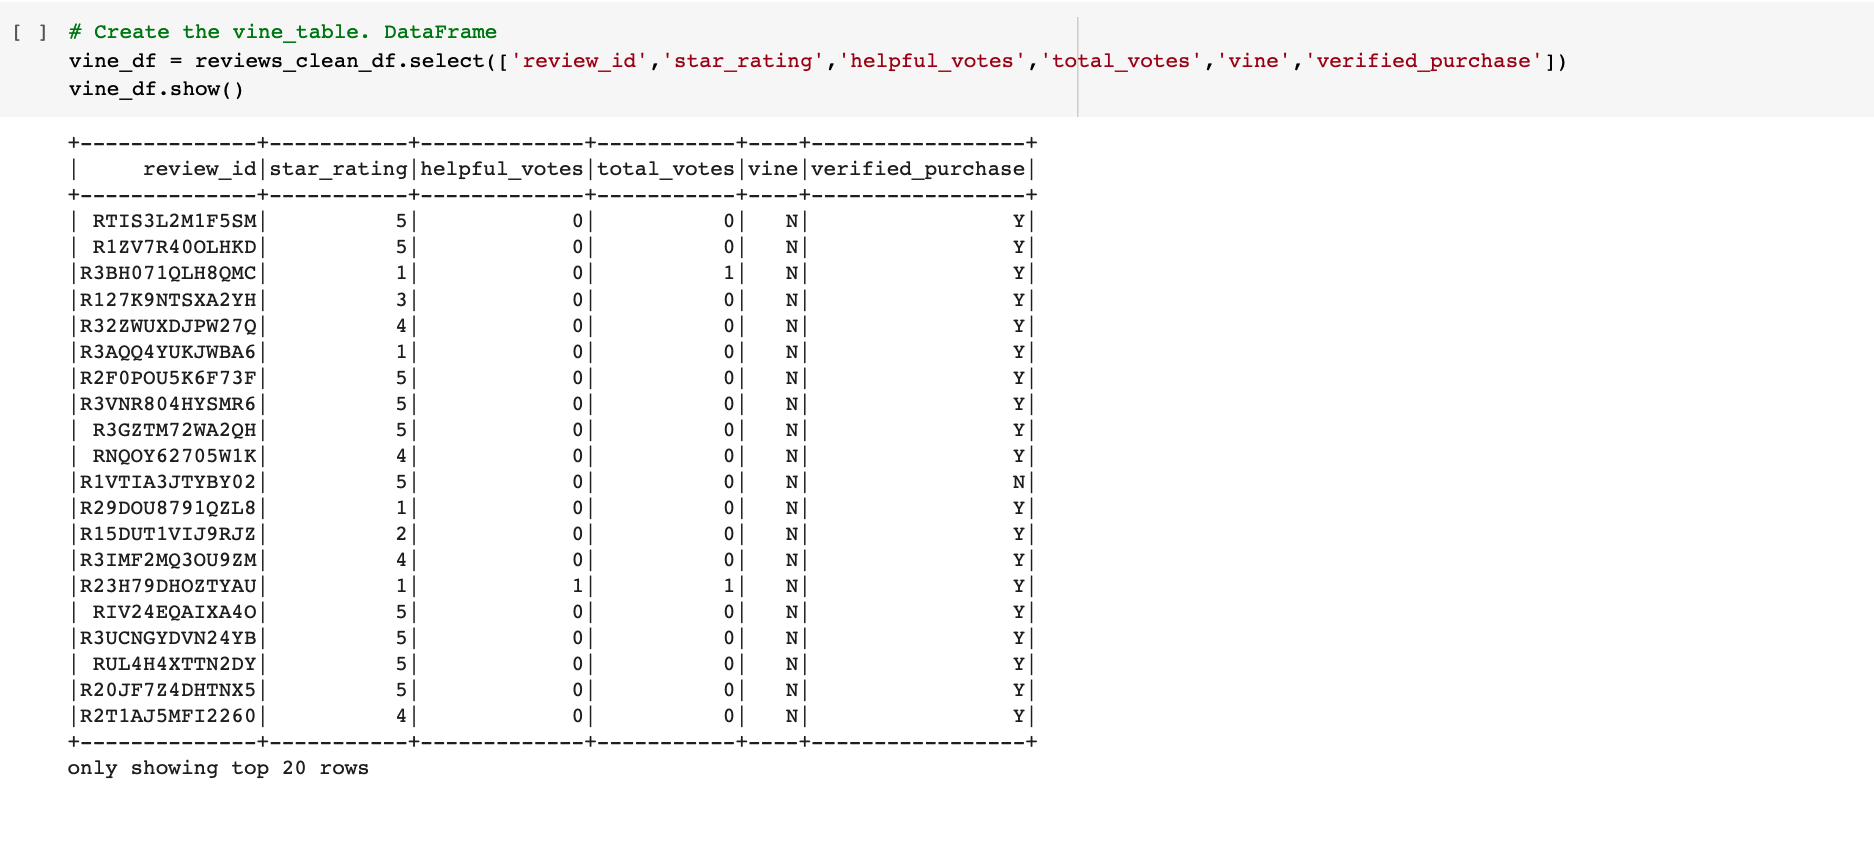 [ ] # Create the vine_table. DataFrame
vine_df = reviews_clean_df.select(['review_id','star_rating','helpful_votes','total_votes','vine','verified_purchase'])
vine_df.show()
+--------------+-----------+-------------+-----------+----+-----------------+
|     review_id|star_rating|helpful_votes|total_votes|vine|verified_purchase|
+--------------+-----------+-------------+-----------+----+-----------------+
| RTIS3L2M1F5SM|          5|            0|          0|   N|                Y|
| R1ZV7R40OLHKD|          5|            0|          0|   N|                Y|
|R3BH071QLH8QMC|          1|            0|          1|   N|                Y|
|R127K9NTSXA2YH|          3|            0|          0|   N|                Y|
|R32ZWUXDJPW27Q|          4|            0|          0|   N|                Y|
|R3AQQ4YUKJWBA6|          1|            0|          0|   N|                Y|
|R2F0POU5K6F73F|          5|            0|          0|   N|                Y|
|R3VNR804HYSMR6|          5|            0|          0|   N|                Y|
| R3GZTM72WA2QH|          5|            0|          0|   N|                Y|
| RNQOY62705W1K|          4|            0|          0|   N|                Y|
|R1VTIA3JTYBY02|          5|            0|          0|   N|                N|
|R29DOU8791QZL8|          1|            0|          0|   N|                Y|
|R15DUT1VIJ9RJZ|          2|            0|          0|   N|                Y|
|R3IMF2MQ3OU9ZM|          4|            0|          0|   N|                Y|
|R23H79DHOZTYAU|          1|            1|          1|   N|                Y|
| RIV24EQAIXA4O|          5|            0|          0|   N|                Y|
|R3UCNGYDVN24YB|          5|            0|          0|   N|                Y|
| RUL4H4XTTN2DY|          5|            0|          0|   N|                Y|
|R20JF7Z4DHTNX5|          5|            0|          0|   N|                Y|
|R2T1AJ5MFI2260|          4|            0|          0|   N|                Y|
+--------------+-----------+-------------+-----------+----+-----------------+
only showing top 20 rows